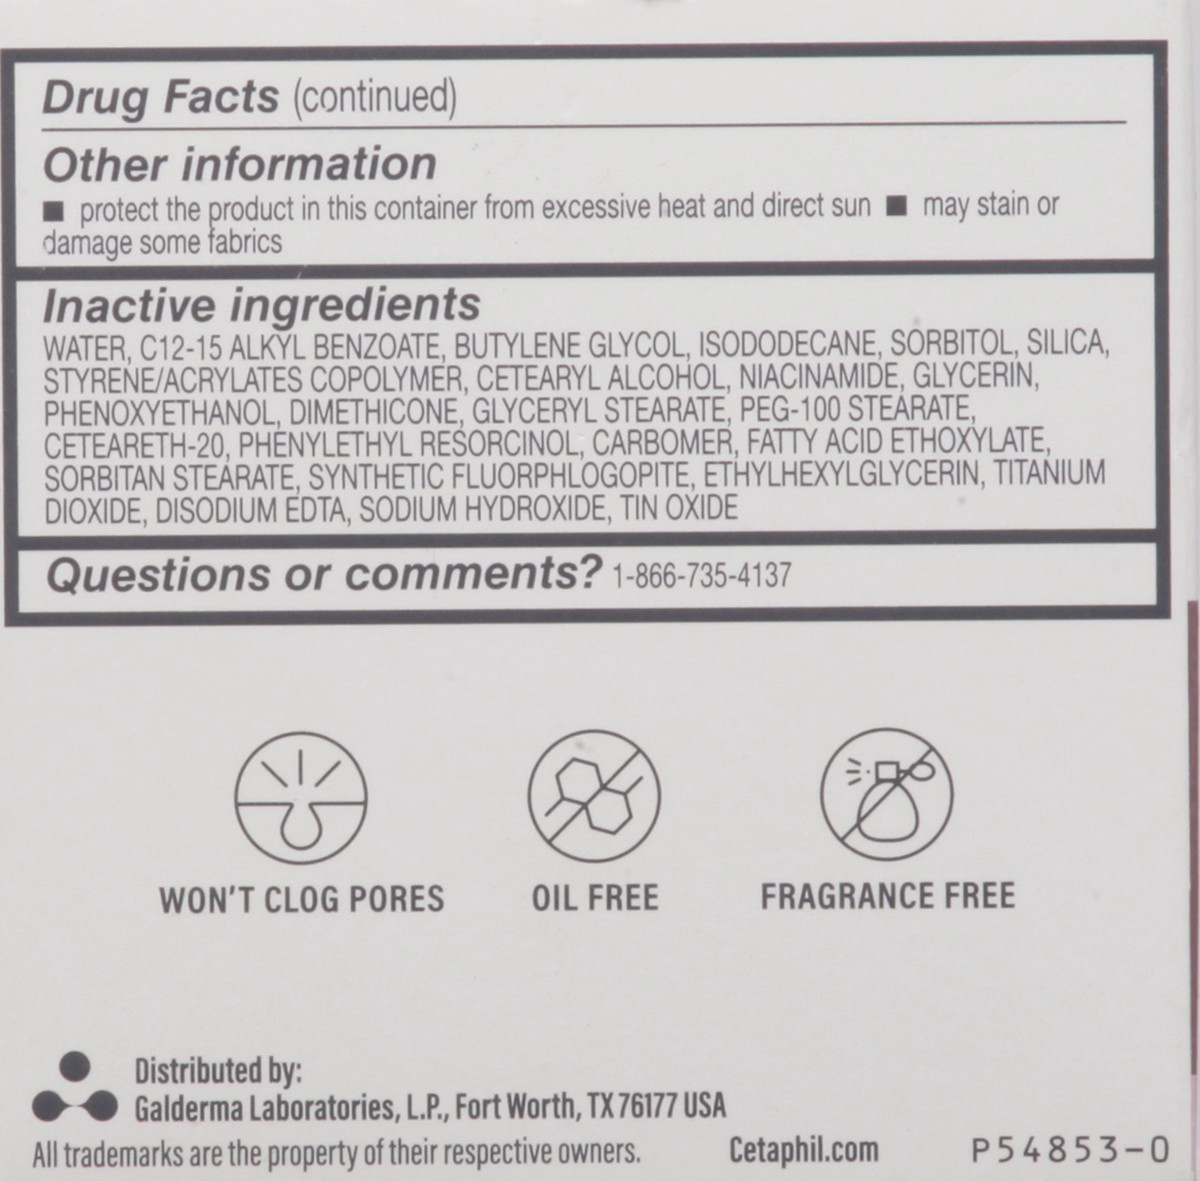 Drug Facts (continued)
Other information
■ protect the product in this container from excessive heat and direct sun ■ may stain or
damage some fabrics
Inactive ingredients
WATER, C12-15 ALKYL BENZOATE, BUTYLENE GLYCOL, ISODODECANE, SORBITOL, SILICA,
STYRENE/ACRYLATES COPOLYMER, CETEARYL ALCOHOL, NIACINAMIDE, GLYCERIN,
PHENOXYETHANOL, DIMETHICONE, GLYCERYL STEARATE, PEG-100 STEARATE,
CETEARETH-20, PHENYLETHYL RESORCINOL, CARBOMER, FATTY ACID ETHOXYLATE,
SORBITAN STEARATE, SYNTHETIC FLUORPHLOGOPITE, ETHYLHEXYLGLYCERIN, TITANIUM
DIOXIDE, DISODIUM EDTA, SODIUM HYDROXIDE, TIN OXIDE
Questions or comments? 1-866-735-4137
WON'T CLOG PORES
OIL FREE
FRAGRANCE FREE
Distributed by:
Galderma Laboratories, L.P., Fort Worth, TX 76177 USA
All trademarks are the property of their respective owners.
Cetaphil.com
P54853-0